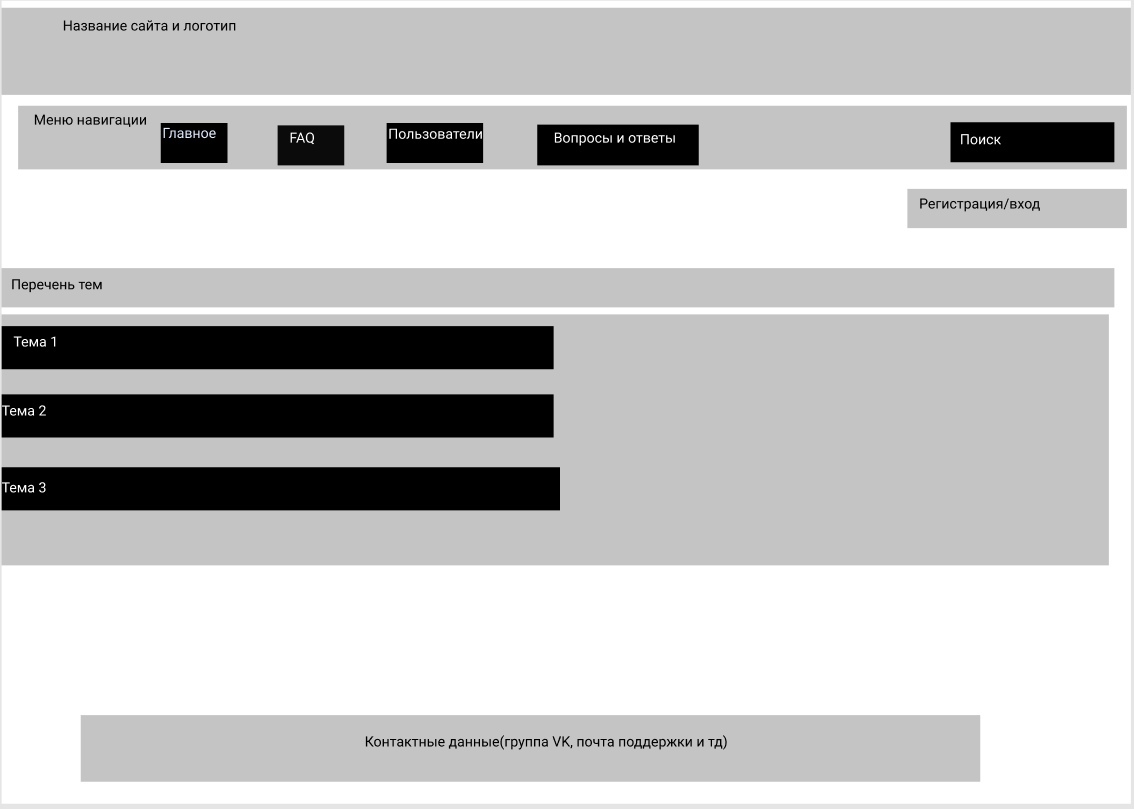 Название сайта и логотип
Меню навигации
Главное
FAQ
Пользователи
Вопросы и ответы
Поиск
Регистрация/вход
Перечень тем
Тема 1
Тема 2
Тема 3
Контактные данные(группа VK, почта поддержки и тд)